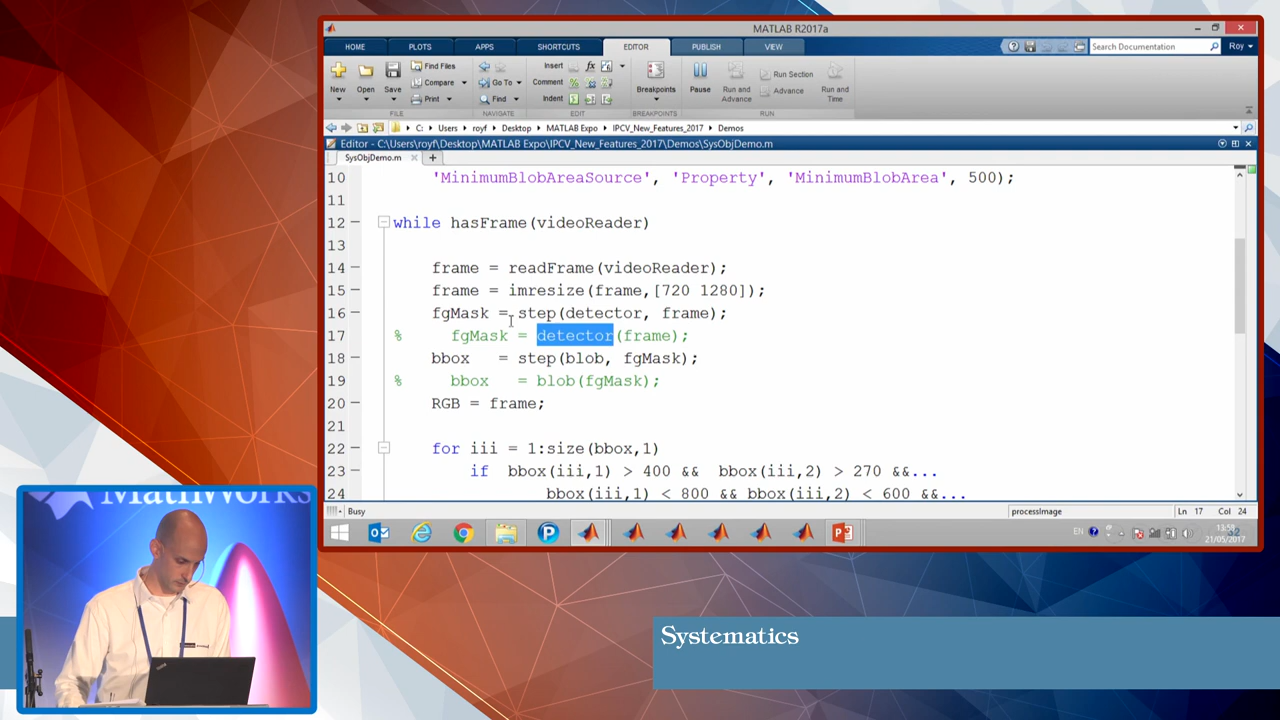 MATLAB R2017a
HOME PLOTS APPS SHORTCUTS EDITOR PUBLISH VIEW
Search Documentation Roy
New Open Save Find Files Compare Print
Insert fx
Go To Find
Comment
Indent
Breakpoints Pause Run and Advance Run Section Advance Run and Time
FILE NAVIGATE EDIT BREAKPOINTS RUN
C: Users royf Desktop MATLAB Expo IPCV_New_Features_2017 Demos
Editor - C:\Users\royf\Desktop\MATLAB Expo\IPCV_New_Features_2017\Demos\SysObjDemo.m
SysObjDemo.m
10 'MinimumBlobAreaSource', 'Property', 'MinimumBlobArea', 500);
11
12 while hasFrame(videoReader)
13
14 frame = readFrame(videoReader);
15 frame = imresize(frame,[720 1280]);
16 fgMask = step(detector, frame);
17 % fgMask = detector(frame);
18 bbox = step(blob, fgMask);
19 % bbox = blob(fgMask);
20 RGB = frame;
21
22 for iii = 1:size(bbox,1)
23 if bbox(iii,1) > 400 && bbox(iii,2) > 270 &&...
24 bbox(iii,1) < 800 && bbox(iii,2) < 600 &&...
Busy
processImage Ln 17 Col 24
EN 13:58
21/05/2017
MathWorks
Systematics